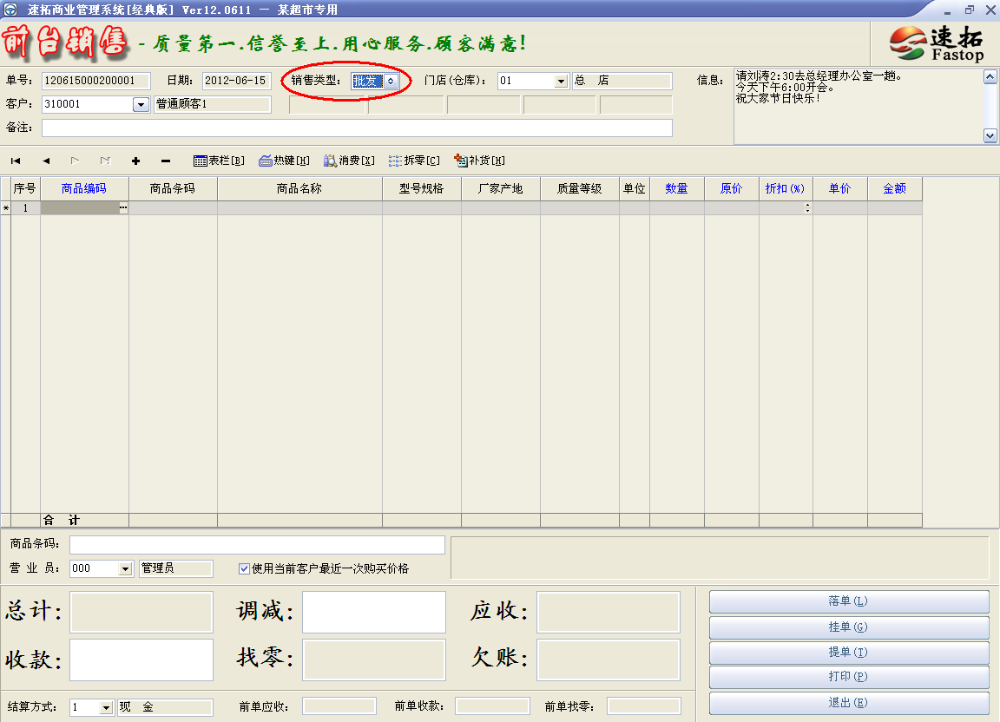 速拓商业管理系统[经典版] Ver12.0611 — 某超市专用
前台销售 - 质量第一.信誉至上.用心服务.顾客满意!
速拓 Fastop
单号: 120615000200001 日期: 2012-06-15 销售类型: 批发 门店(仓库): 01 总 店
客户: 310001 普通顾客1
备注:
信息: 请刘涛2:30去总经理办公室一趟。
今天下午6:00开会。
祝大家节日快乐!
表栏[B] 热键[H] 消费[X] 拆零[C] 补货[H]
序号 商品编码 商品条码 商品名称 型号规格 厂家产地 质量等级 单位 数量 原价 折扣(%) 单价 金额
* 1
合 计
商品条码:
营 业 员: 000 管理员 使用当前客户最近一次购买价格
总计: 调减: 应收:
收款: 找零: 欠账:
结算方式: 1 现 金 前单应收: 前单收款: 前单找零:
落单(L)
挂单(G)
提单(T)
打印(P)
退出(E)